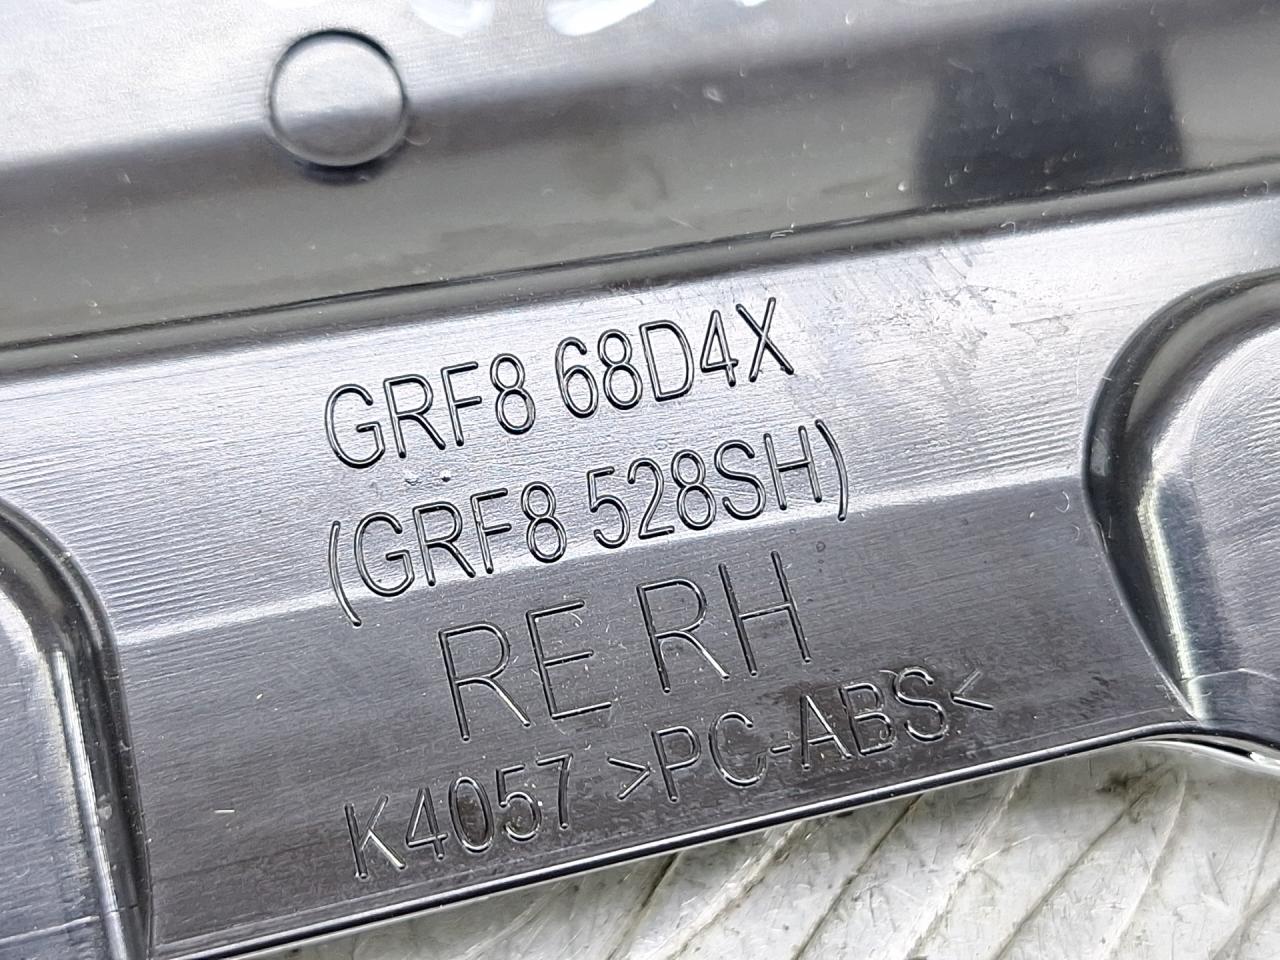 GRF8 68D4X
(GRF8 528SH)
RE RH
K4057 >PC-ABS<